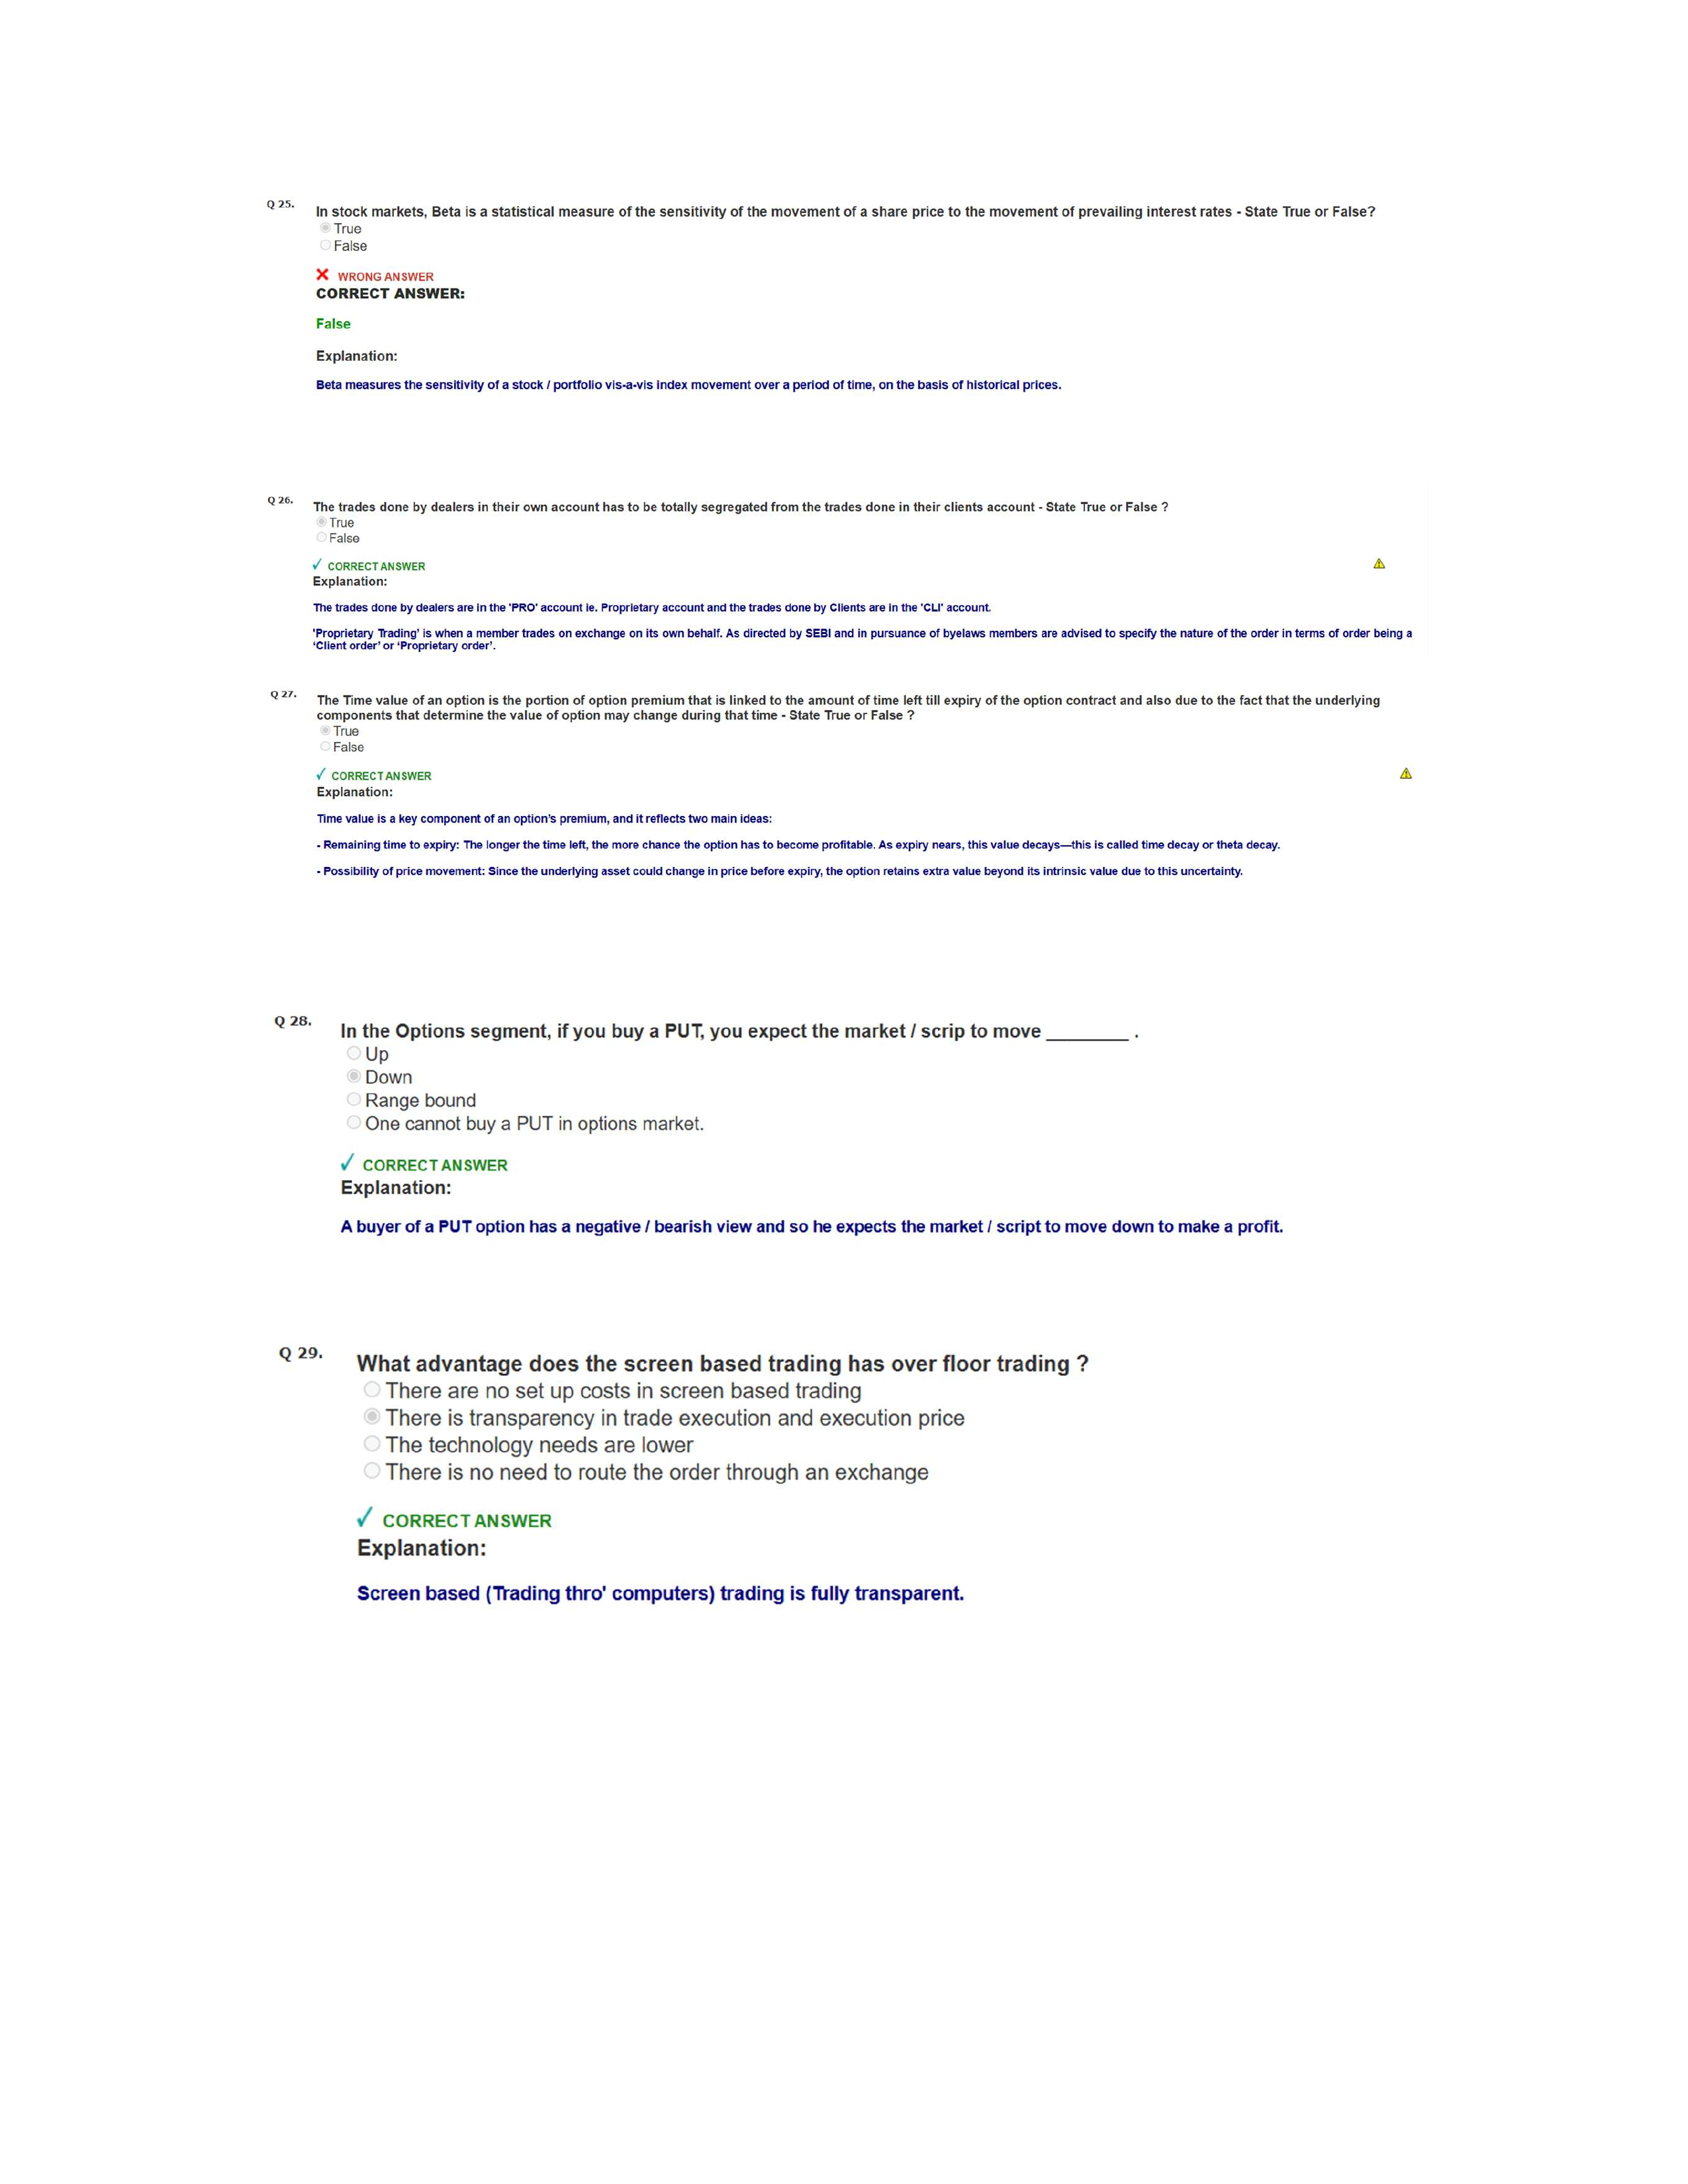 Q 25.
In stock markets, Beta is a statistical measure of the sensitivity of the movement of a share price to the movement of prevailing interest rates - State True or False?
True
False
WRONG ANSWER
CORRECT ANSWER:
False
Explanation:
Beta measures the sensitivity of a stock / portfolio vis-a-vis index movement over a period of time, on the basis of historical prices.
Q 26.
The trades done by dealers in their own account has to be totally segregated from the trades done in their clients account - State True or False ?
True
False
✓ CORRECT ANSWER
Explanation:
The trades done by dealers are in the 'PRO' account ie. Proprietary account and the trades done by Clients are in the 'CLI' account.
'Proprietary Trading' is when a member trades on exchange on its own behalf. As directed by SEBI and in pursuance of byelaws members are advised to specify the nature of the order in terms of order being a
‘Client order’ or ‘Proprietary order’.
Q 27.
The Time value of an option is the portion of option premium that is linked to the amount of time left till expiry of the option contract and also due to the fact that the underlying
components that determine the value of option may change during that time - State True or False ?
True
False
✓ CORRECT ANSWER
Explanation:
Time value is a key component of an option’s premium, and it reflects two main ideas:
- Remaining time to expiry: The longer the time left, the more chance the option has to become profitable. As expiry nears, this value decays—this is called time decay or theta decay.
- Possibility of price movement: Since the underlying asset could change in price before expiry, the option retains extra value beyond its intrinsic value due to this uncertainty.
Q 28.
In the Options segment, if you buy a PUT, you expect the market / scrip to move ________ .
Up
Down
Range bound
One cannot buy a PUT in options market.
✓ CORRECT ANSWER
Explanation:
A buyer of a PUT option has a negative / bearish view and so he expects the market / script to move down to make a profit.
Q 29.
What advantage does the screen based trading has over floor trading ?
There are no set up costs in screen based trading
There is transparency in trade execution and execution price
The technology needs are lower
There is no need to route the order through an exchange
✓ CORRECT ANSWER
Explanation:
Screen based (Trading thro' computers) trading is fully transparent.